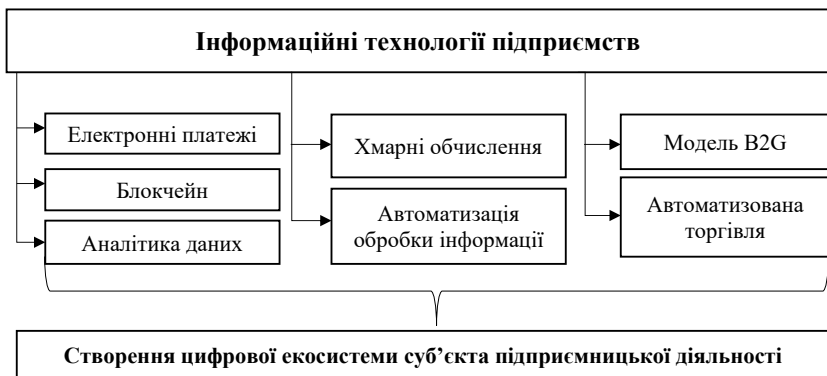 Інформаційні технології підприємств
Електронні платежі
Блокчейн
Аналітика даних
Хмарні обчислення
Автоматизація
обробки інформації
Модель B2G
Автоматизована
торгівля
Створення цифрової екосистеми суб’єкта підприємницької діяльності